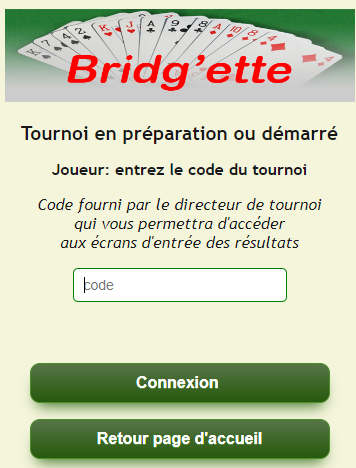 Bridg'ette
Tournoi en préparation ou démarré
Joueur: entrez le code du tournoi
Code fourni par le directeur de tournoi
qui vous permettra d'accéder
aux écrans d'entrée des résultats
code
Connexion
Retour page d'accueil